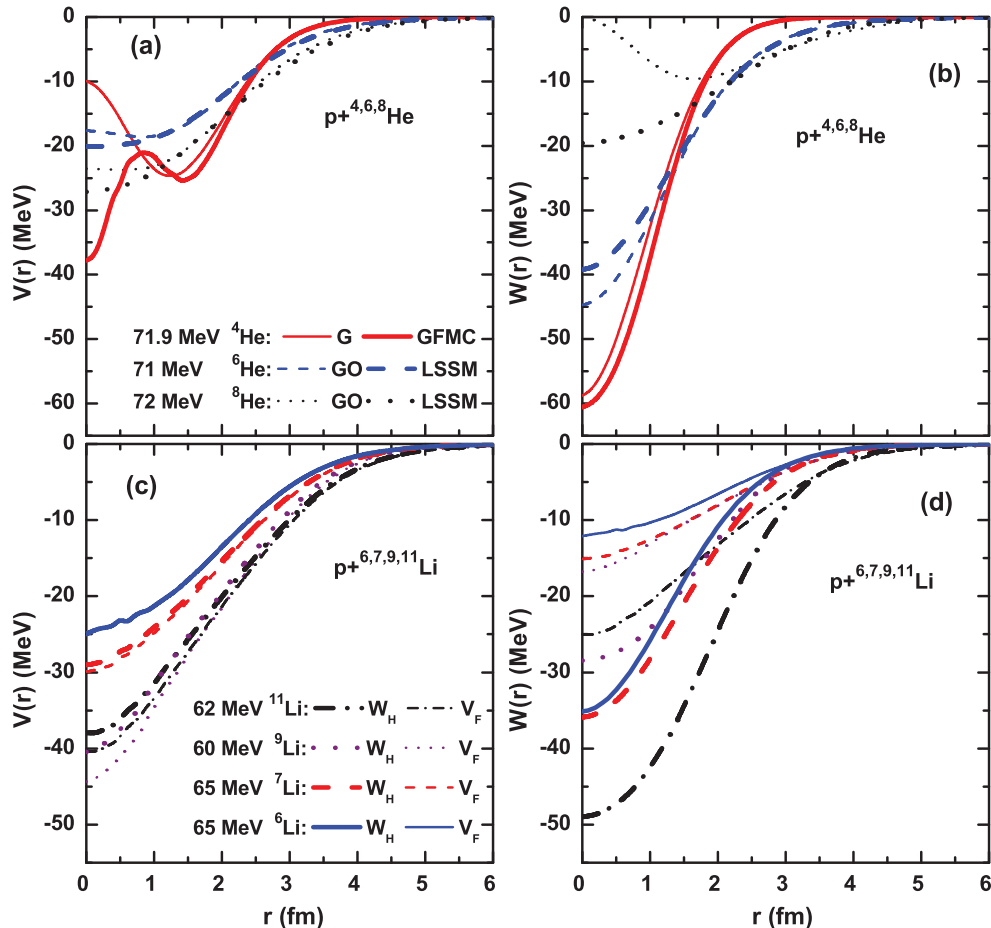 (a)
p+4,6,8He
V(r) (MeV)
0
-10
-20
-30
-40
-50
-60
71.9 MeV 4He: G GFMC
71 MeV 6He: GO LSSM
72 MeV 8He: GO LSSM
(b)
p+4,6,8He
W(r) (MeV)
0
-10
-20
-30
-40
-50
-60
(c)
p+6,7,9,11Li
V(r) (MeV)
0
-10
-20
-30
-40
-50
62 MeV 11Li: WH VF
60 MeV 9Li: WH VF
65 MeV 7Li: WH VF
65 MeV 6Li: WH VF
0 1 2 3 4 5 6
r (fm)
(d)
p+6,7,9,11Li
W(r) (MeV)
0
-10
-20
-30
-40
-50
0 1 2 3 4 5 6
r (fm)